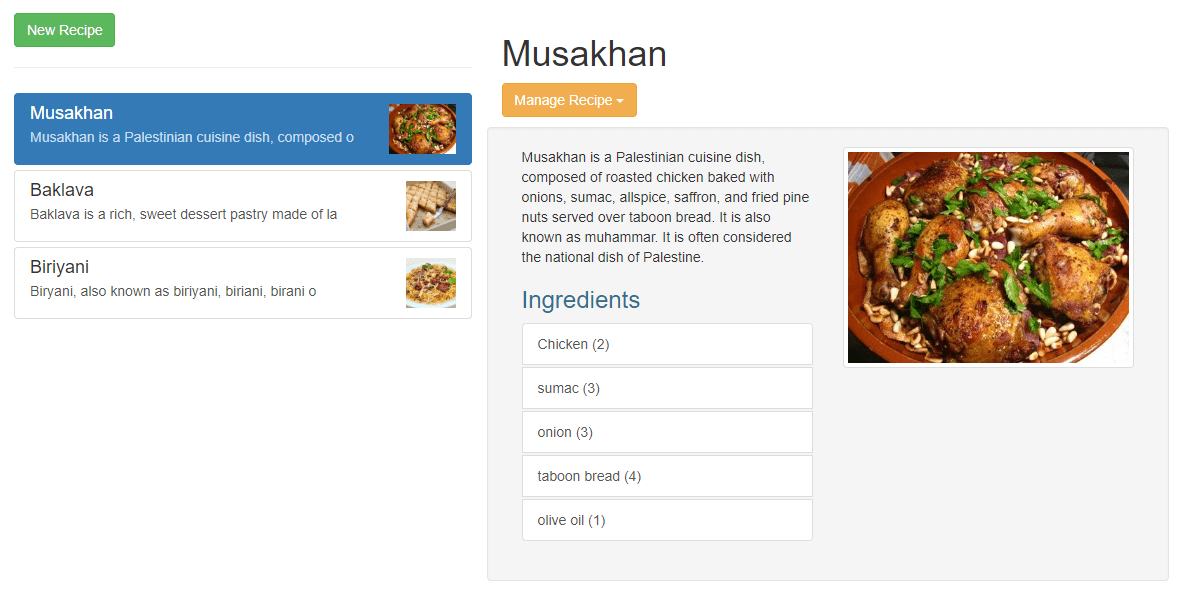 New Recipe
Musakhan
Musakhan is a Palestinian cuisine dish, composed o
Baklava
Baklava is a rich, sweet dessert pastry made of la
Biriyani
Biryani, also known as biriyani, biriani, birani o
Musakhan
Manage Recipe
Musakhan is a Palestinian cuisine dish,
composed of roasted chicken baked with
onions, sumac, allspice, saffron, and fried pine
nuts served over taboon bread. It is also
known as muhammar. It is often considered
the national dish of Palestine.
Ingredients
Chicken (2)
sumac (3)
onion (3)
taboon bread (4)
olive oil (1)